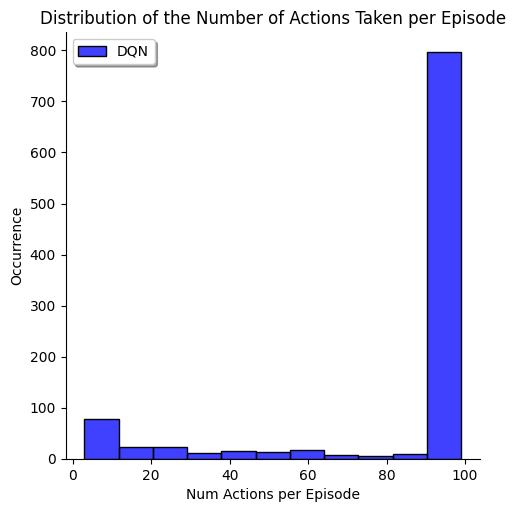 Distribution of the Number of Actions Taken per Episode
DQN
800
700
600
500
400
300
200
100
0
Occurrence
0 20 40 60 80 100
Num Actions per Episode